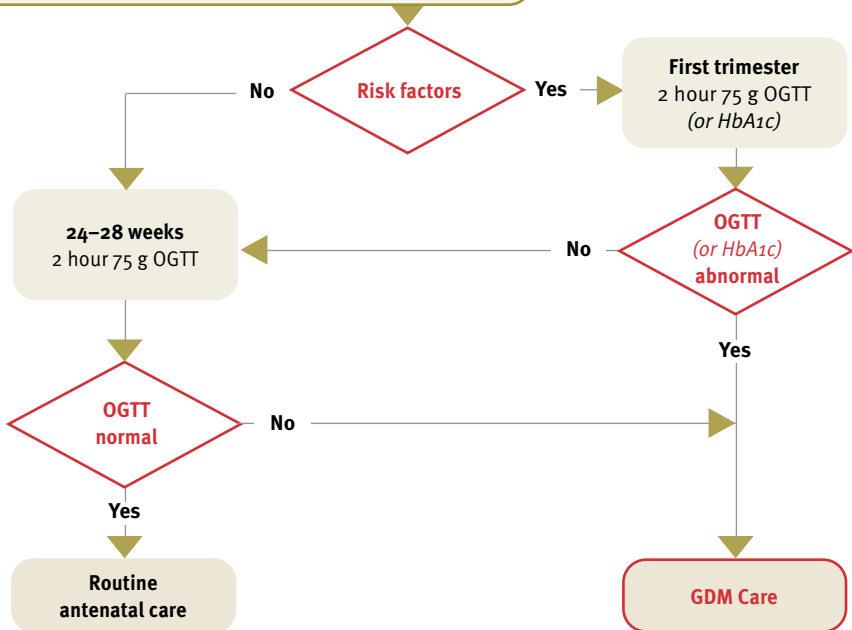 No
Risk factors
Yes
First trimester
2 hour 75 g OGTT
(or HbA1c)
24–28 weeks
2 hour 75 g OGTT
No
OGTT
(or HbA1c)
abnormal
Yes
OGTT
normal
No
Yes
Routine
antenatal care
GDM Care